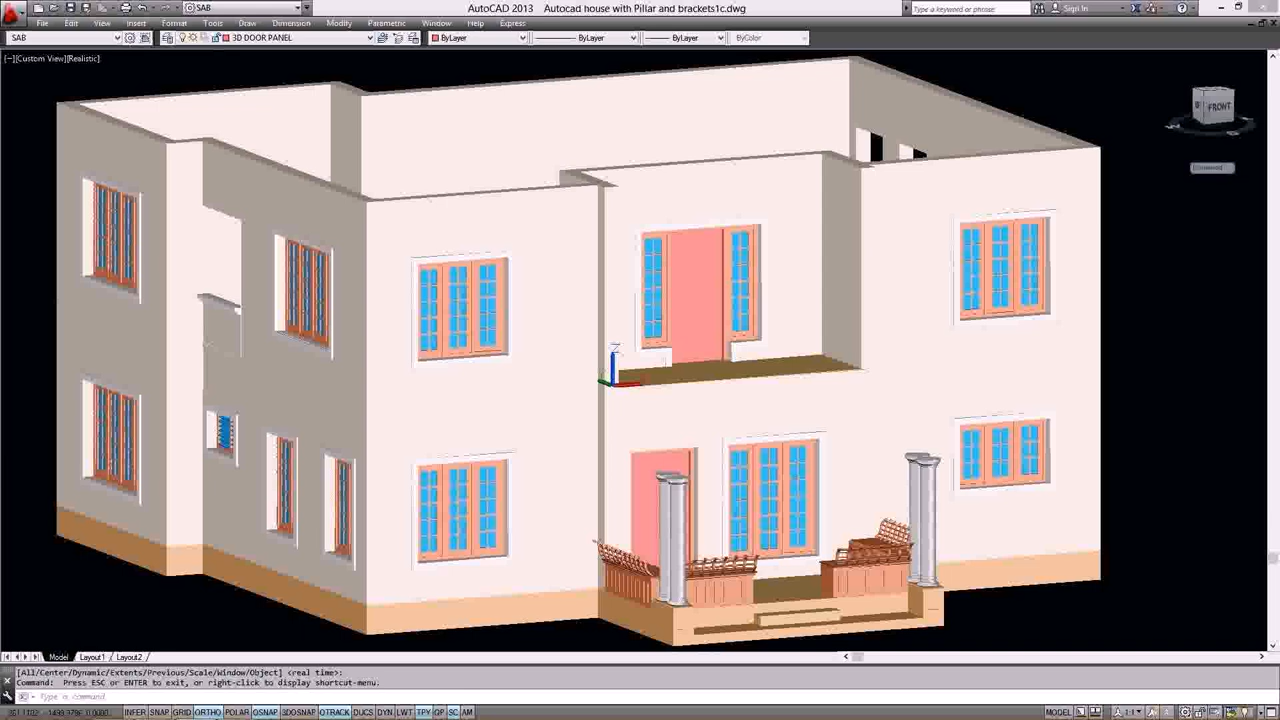 SAB
AutoCAD 2013 Autocad house with Pillar and brackets1c.dwg
Type a keyword or phrase
Sign In
File Edit View Insert Format Tools Draw Dimension Modify Parametric Window Help Express
SAB
3D DOOR PANEL
ByLayer
ByLayer
ByLayer
ByColor
[−][Custom View][Realistic]
FRONT
Z
Model Layout1 Layout2
[All/Center/Dynamic/Extents/Previous/Scale/Window/Object] <real time>:
Command: Press ESC or ENTER to exit, or right-click to display shortcut-menu.
Type a command
INFER SNAP GRID ORTHO POLAR OSNAP 3DOSNAP OTRACK DUCS DYN LWT TPY QP SC AM
MODEL
1:1